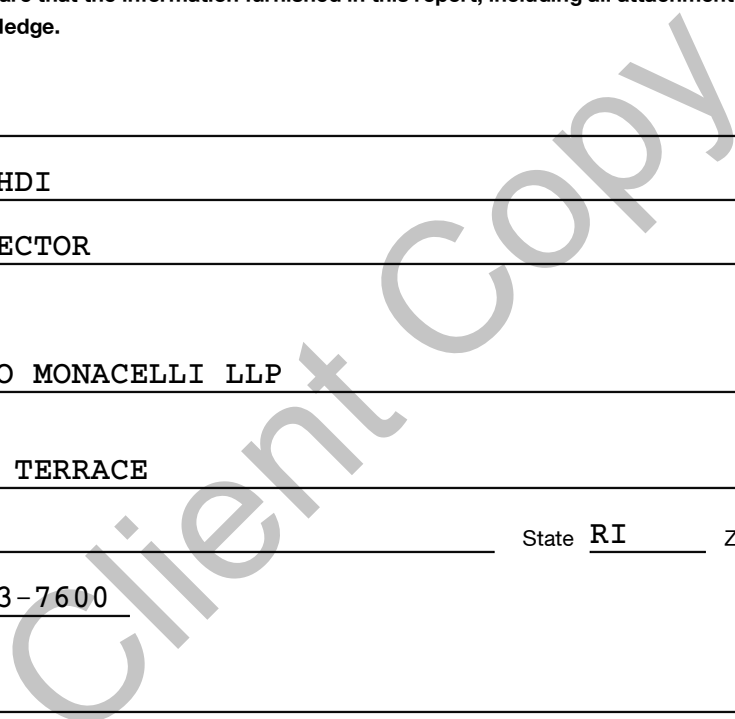 are that the information furnished in this report, including all attachment
ledge.
HDI
ECTOR
O MONACELLI LLP
TERRACE
State RI Z
3-7600
Client Copy